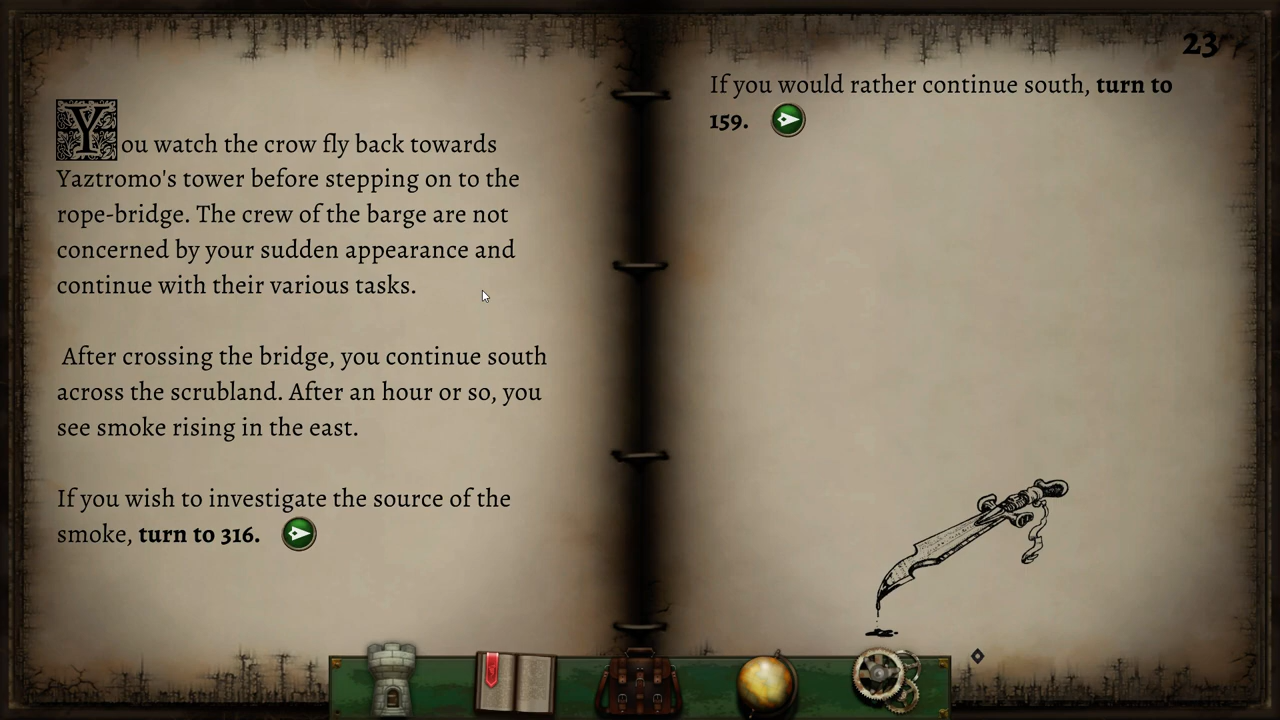 You watch the crow fly back towards
Yaztromo's tower before stepping on to the
rope-bridge. The crew of the barge are not
concerned by your sudden appearance and
continue with their various tasks.
After crossing the bridge, you continue south
across the scrubland. After an hour or so, you
see smoke rising in the east.
If you wish to investigate the source of the
smoke, turn to 316.
23
If you would rather continue south, turn to
159.